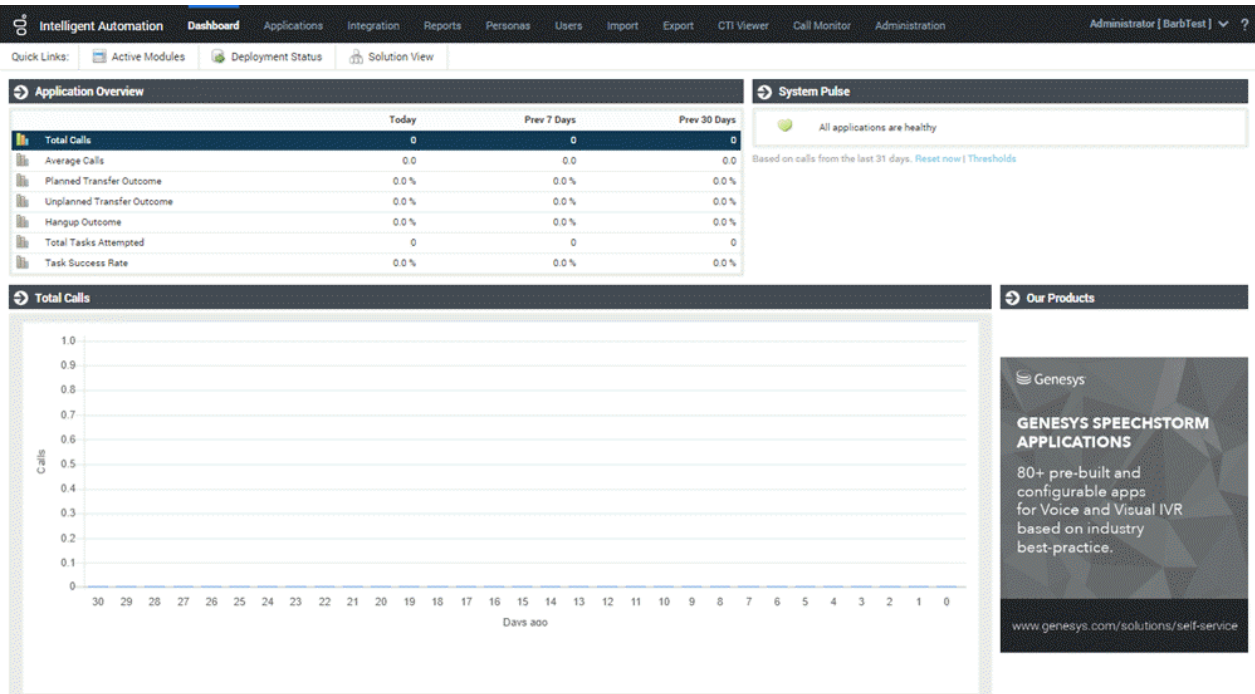 Intelligent Automation Dashboard Applications Integration Reports Personas Users Import Export CTI Viewer Call Monitor Administration Administrator [ BarbTest ] ?
Quick Links: Active Modules Deployment Status Solution View
Application Overview
Today Prev 7 Days Prev 30 Days
Total Calls 0 0 0
Average Calls 0.0 0.0 0.0
Planned Transfer Outcome 0.0 % 0.0 % 0.0 %
Unplanned Transfer Outcome 0.0 % 0.0 % 0.0 %
Hangup Outcome 0.0 % 0.0 % 0.0 %
Total Tasks Attempted 0 0 0
Task Success Rate 0.0 % 0.0 % 0.0 %
System Pulse
All applications are healthy
Based on calls from the last 31 days. Reset now | Thresholds
Total Calls
1.0
0.9
0.8
0.7
0.6
0.5
0.4
0.3
0.2
0.1
0
Calls
30 29 28 27 26 25 24 23 22 21 20 19 18 17 16 15 14 13 12 11 10 9 8 7 6 5 4 3 2 1 0
Days ago
Our Products
Genesys
GENESYS SPEECHSTORM
APPLICATIONS
80+ pre-built and
configurable apps
for Voice and Visual IVR
based on industry
best-practice.
www.genesys.com/solutions/self-service